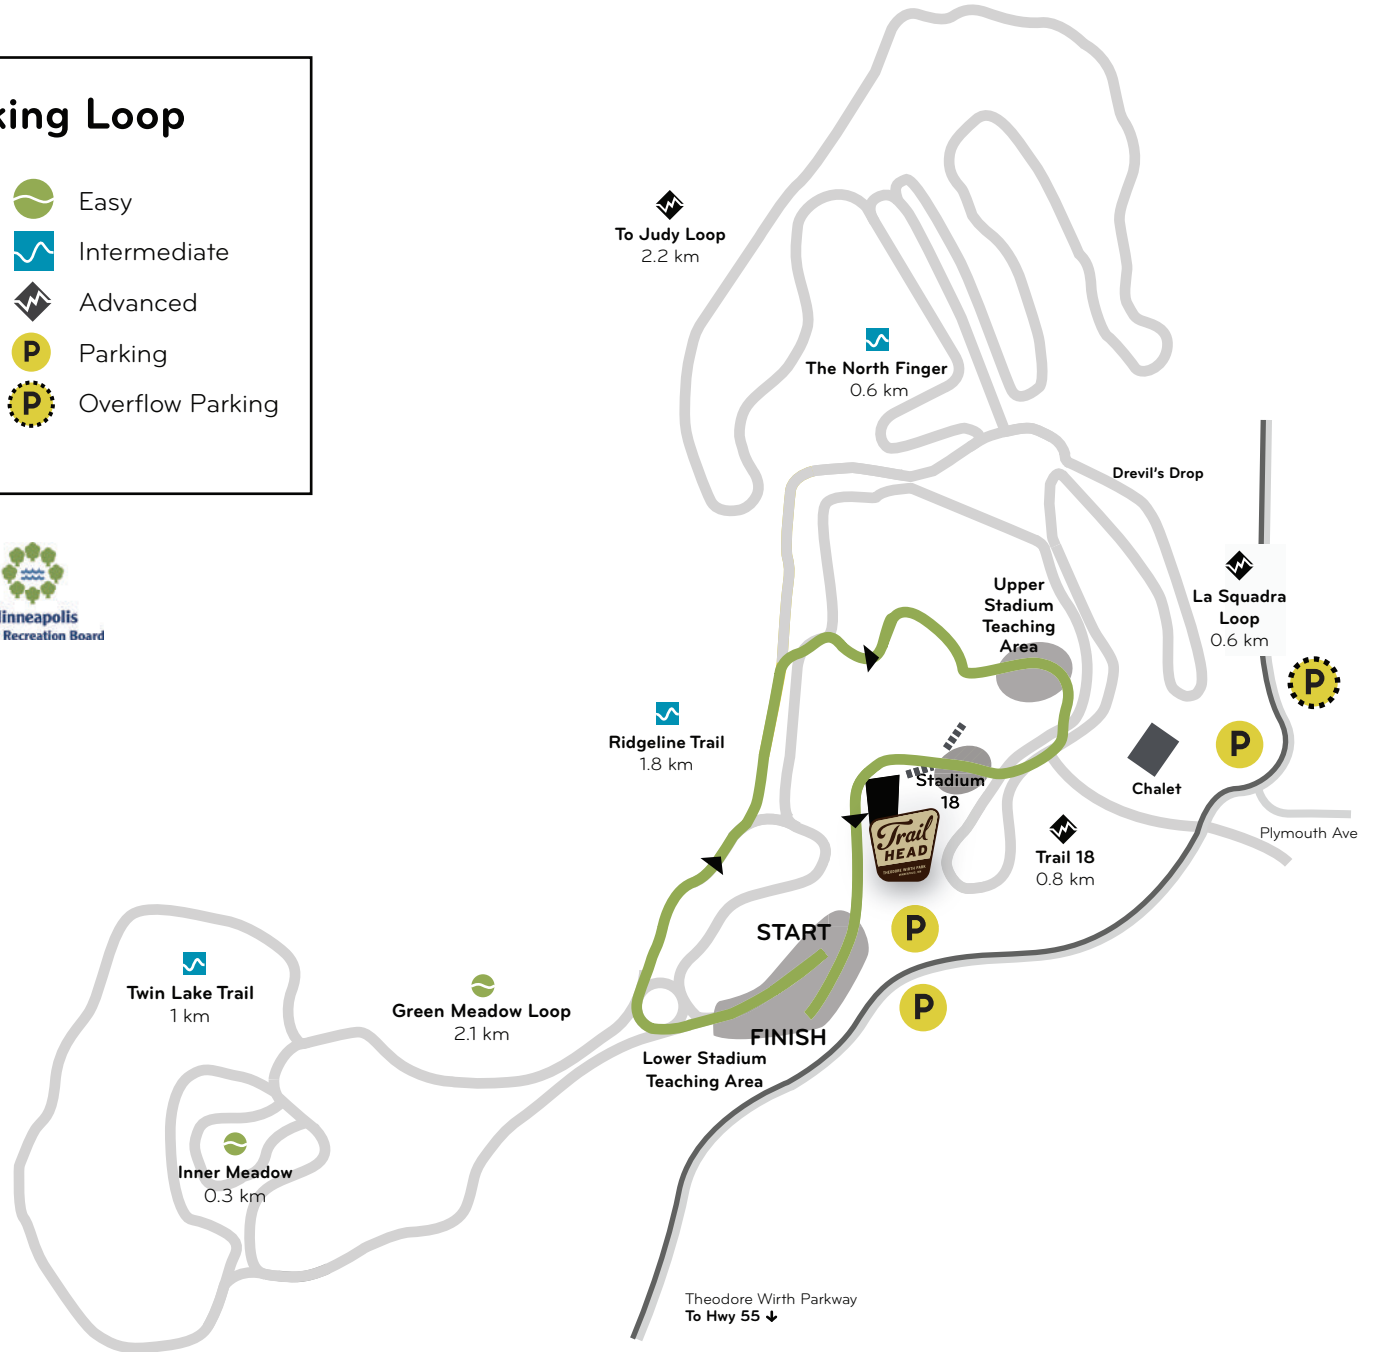 king Loop
Easy
Intermediate
Advanced
P
Parking
P
Overflow Parking
inneapolis
Recreation Board
To Judy Loop
2.2 km
The North Finger
0.6 km
Drevil's Drop
Upper
Stadium
Teaching
Area
La Squadra
Loop
0.6 km
P
P
Ridgeline Trail
1.8 km
Stadium
18
Chalet
Plymouth Ave
Trail
HEAD
THEODORE WIRTH PARK
Trail 18
0.8 km
START
P
P
Twin Lake Trail
1 km
Green Meadow Loop
2.1 km
FINISH
Lower Stadium
Teaching Area
Inner Meadow
0.3 km
Theodore Wirth Parkway
To Hwy 55 ↓